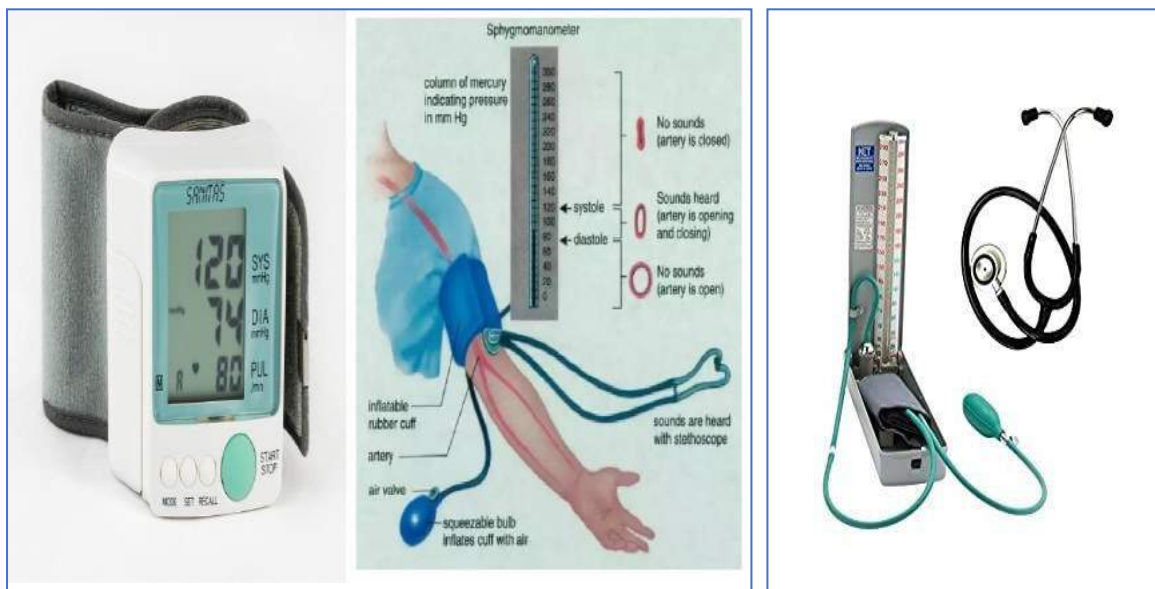 SANITAS
120
SYS
mmHg
74
DIA
mmHg
80
PUL
/min
START
STOP
MODE SET RECALL
Sphygmomanometer
column of mercury
indicating pressure
in mm Hg
300
280
260
240
220
200
180
160
140
120
100
80
60
40
20
0
No sounds
(artery is closed)
systole
Sounds heard
(artery is opening
and closing)
diastole
No sounds
(artery is open)
inflatable
rubber cuff
artery
air valve
squeezable bulb
inflates cuff with air
sounds are heard
with stethoscope